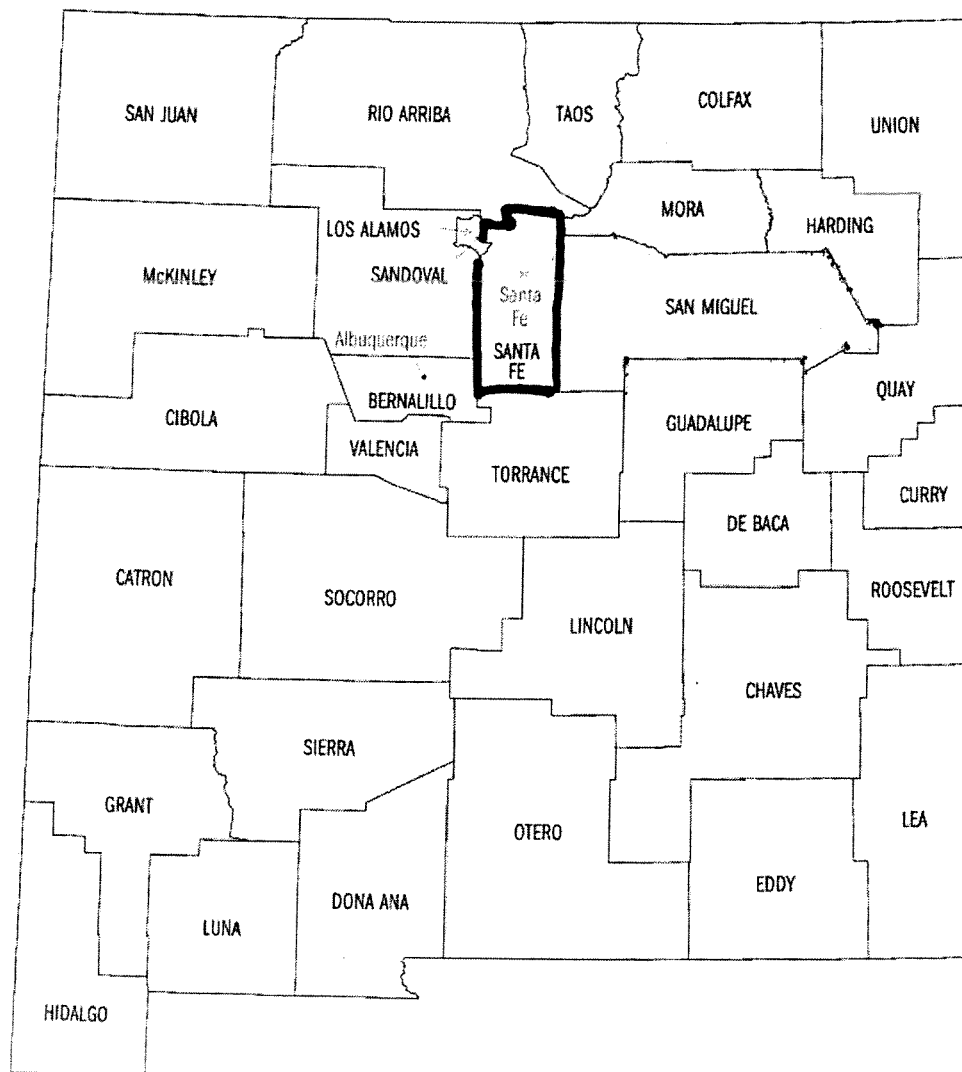 SAN JUAN
RIO ARRIBA
TAOS
COLFAX
UNION
MORA
HARDING
LOS ALAMOS
McKINLEY
SANDOVAL
Santa
Fe
SAN MIGUEL
Albuquerque
SANTA
FE
QUAY
BERNALILLO
CIBOLA
GUADALUPE
VALENCIA
TORRANCE
CURRY
DE BACA
CATRON
SOCORRO
ROOSEVELT
LINCOLN
CHAVES
SIERRA
GRANT
OTERO
LEA
EDDY
DONA ANA
LUNA
HIDALGO